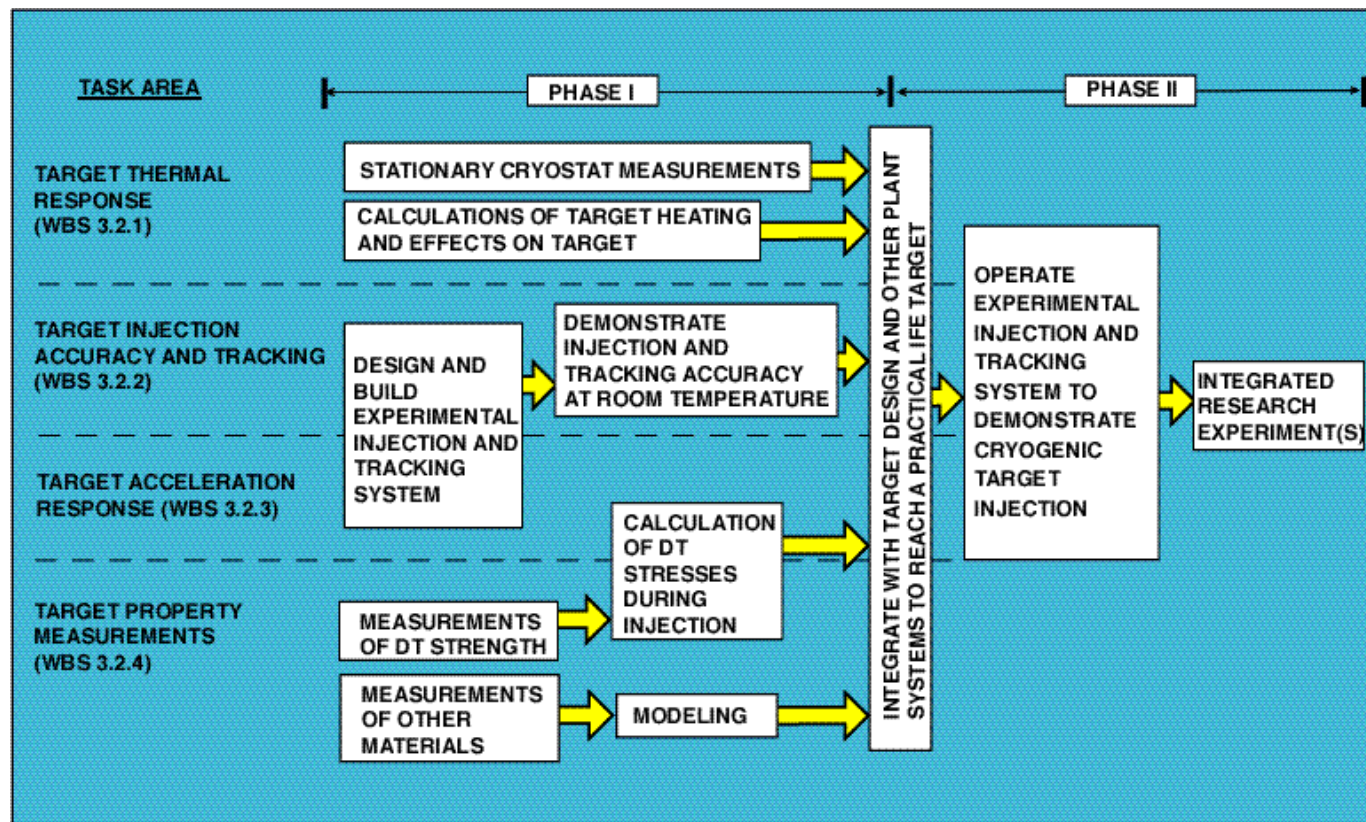 TASK AREA
PHASE I
PHASE II
TARGET THERMAL
RESPONSE
(WBS 3.2.1)
STATIONARY CRYOSTAT MEASUREMENTS
CALCULATIONS OF TARGET HEATING
AND EFFECTS ON TARGET
TARGET INJECTION
ACCURACY AND TRACKING
(WBS 3.2.2)
DESIGN AND
BUILD
EXPERIMENTAL
INJECTION AND
TRACKING
SYSTEM
DEMONSTRATE
INJECTION AND
TRACKING ACCURACY
AT ROOM TEMPERATURE
TARGET ACCELERATION
RESPONSE (WBS 3.2.3)
CALCULATION
OF DT
STRESSES
DURING
INJECTION
TARGET PROPERTY
MEASUREMENTS
(WBS 3.2.4)
MEASUREMENTS
OF DT STRENGTH
MEASUREMENTS
OF OTHER
MATERIALS
MODELING
INTEGRATE WITH TARGET DESIGN AND OTHER PLANT
SYSTEMS TO REACH A PRACTICAL IFE TARGET
OPERATE
EXPERIMENTAL
INJECTION AND
TRACKING
SYSTEM TO
DEMONSTRATE
CRYOGENIC
TARGET
INJECTION
INTEGRATED
RESEARCH
EXPERIMENT(S)